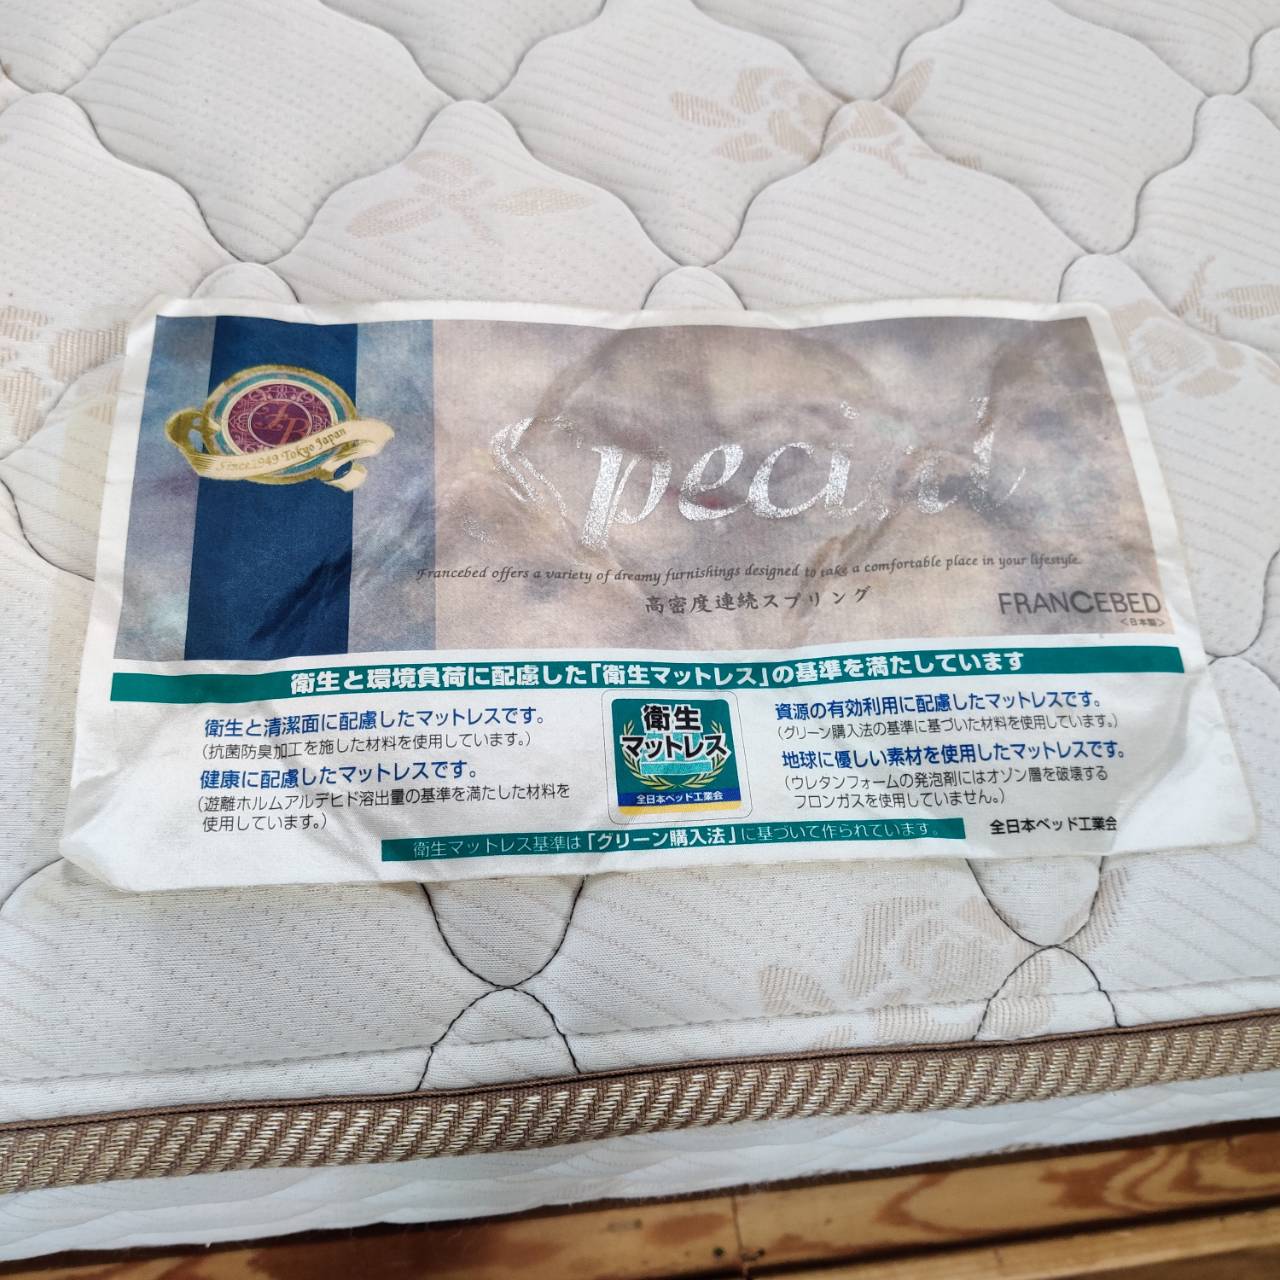 Since1949 Tokyo Japan
Special
Francebed offers a variety of dreamy furnishings designed to take a comfortable place in your lifestyle.
高密度連続スプリング
FRANCEBED
<日本製>
衛生と環境負荷に配慮した「衛生マットレス」の基準を満たしています
衛生と清潔面に配慮したマットレスです。
(抗菌防臭加工を施した材料を使用しています。)
健康に配慮したマットレスです。
(遊離ホルムアルデヒド溶出量の基準を満たした材料を
使用しています。)
衛生
マットレス
全日本ベッド工業会
資源の有効利用に配慮したマットレスです。
(グリーン購入法の基準に基づいた材料を使用しています。)
地球に優しい素材を使用したマットレスです。
(ウレタンフォームの発泡剤にはオゾン層を破壊する
フロンガスを使用していません。)
衛生マットレス基準は「グリーン購入法」に基づいて作られています。
全日本ベッド工業会